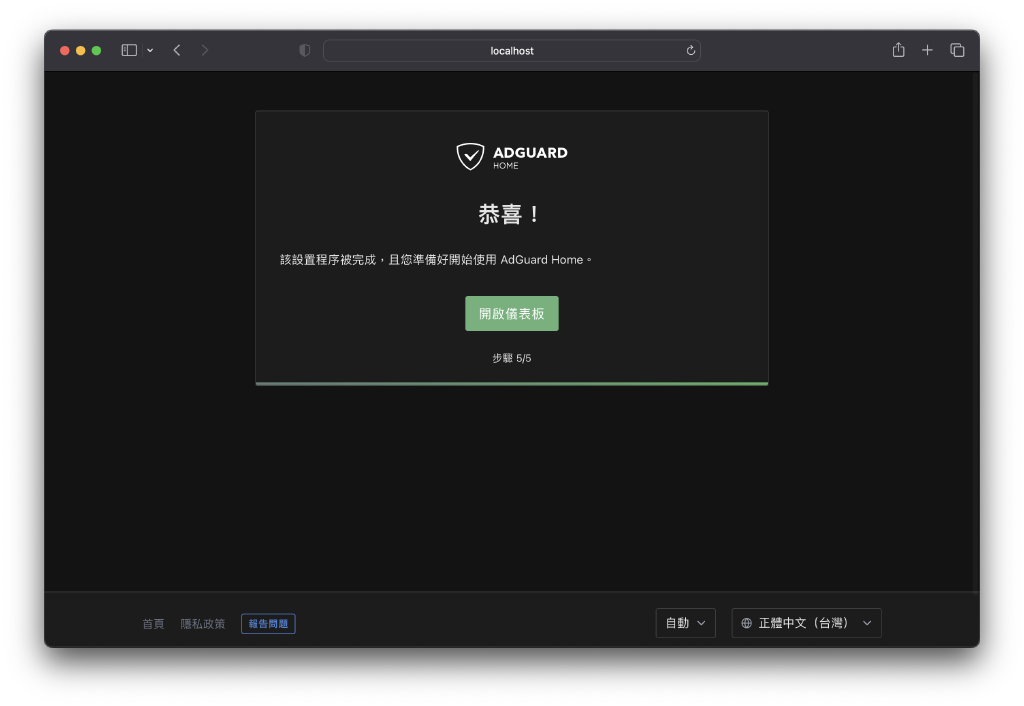 localhost
ADGUARD
HOME
恭喜！
該設置程序被完成，且您準備好開始使用 AdGuard Home。
開啟儀表板
步驟 5/5
首頁 隱私政策 報告問題 自動 正體中文（台灣）